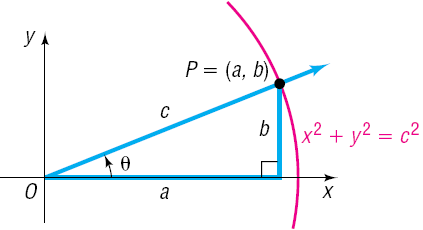 y
P = (a, b)
c
b
x² + y² = c²
θ
O
a
x